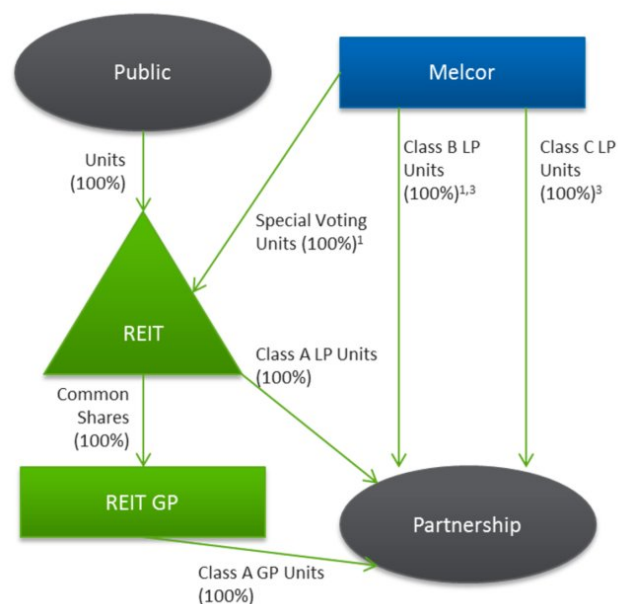 Public
Melcor
Units
(100%)
Class B LP
Units
(100%)¹,³
Class C LP
Units
(100%)³
Special Voting
Units (100%)¹
REIT
Class A LP Units
(100%)
Common
Shares
(100%)
REIT GP
Partnership
Class A GP Units
(100%)